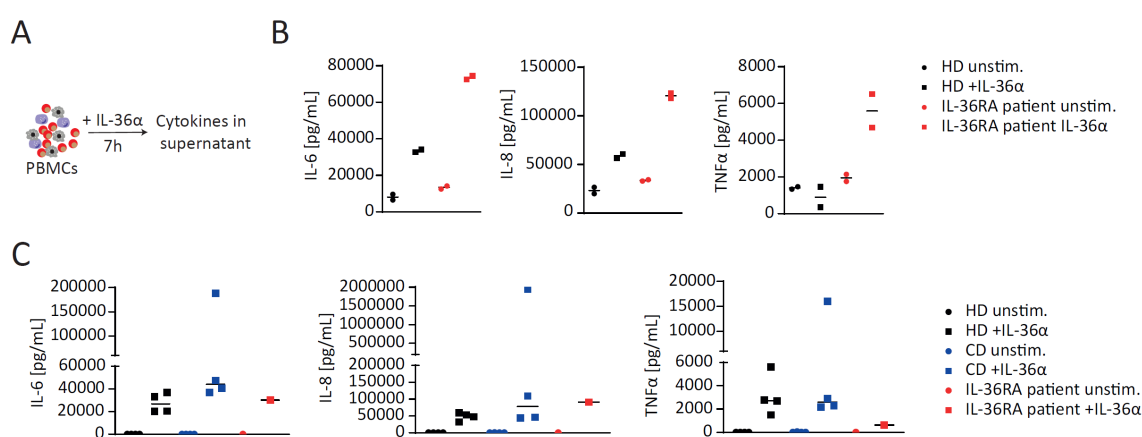 A
+ IL-36α
7h
Cytokines in
supernatant
PBMCs
B
IL-6 [pg/mL]
80000
60000
40000
20000
0
IL-8 [pg/mL]
150000
100000
50000
0
TNFα [pg/mL]
8000
6000
4000
2000
0
HD unstim.
HD +IL-36α
IL-36RA patient unstim.
IL-36RA patient IL-36α
C
IL-6 [pg/mL]
200000
150000
100000
60000
40000
20000
0
IL-8 [pg/mL]
2000000
1500000
1000000
200000
150000
100000
50000
0
TNFα [pg/mL]
20000
15000
10000
6000
4000
2000
0
HD unstim.
HD +IL-36α
CD unstim.
CD +IL-36α
IL-36RA patient unstim.
IL-36RA patient +IL-36α